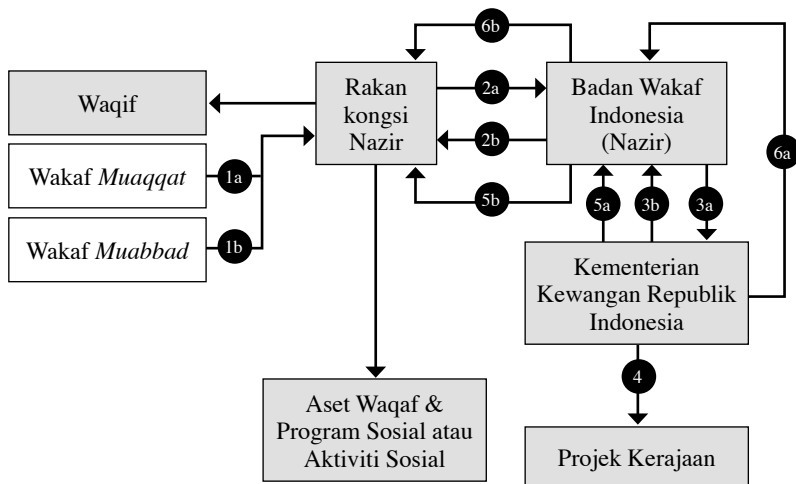 6b
Waqif
Rakan
kongsi
Nazir
2a
2b
Badan Wakaf
Indonesia
(Nazir)
6a
Wakaf Muaqqat
1a
Wakaf Muabbad
1b
5b
5a
3b
3a
Kementerian
Kewangan Republik
Indonesia
4
Aset Waqaf &
Program Sosial atau
Aktiviti Sosial
Projek Kerajaan